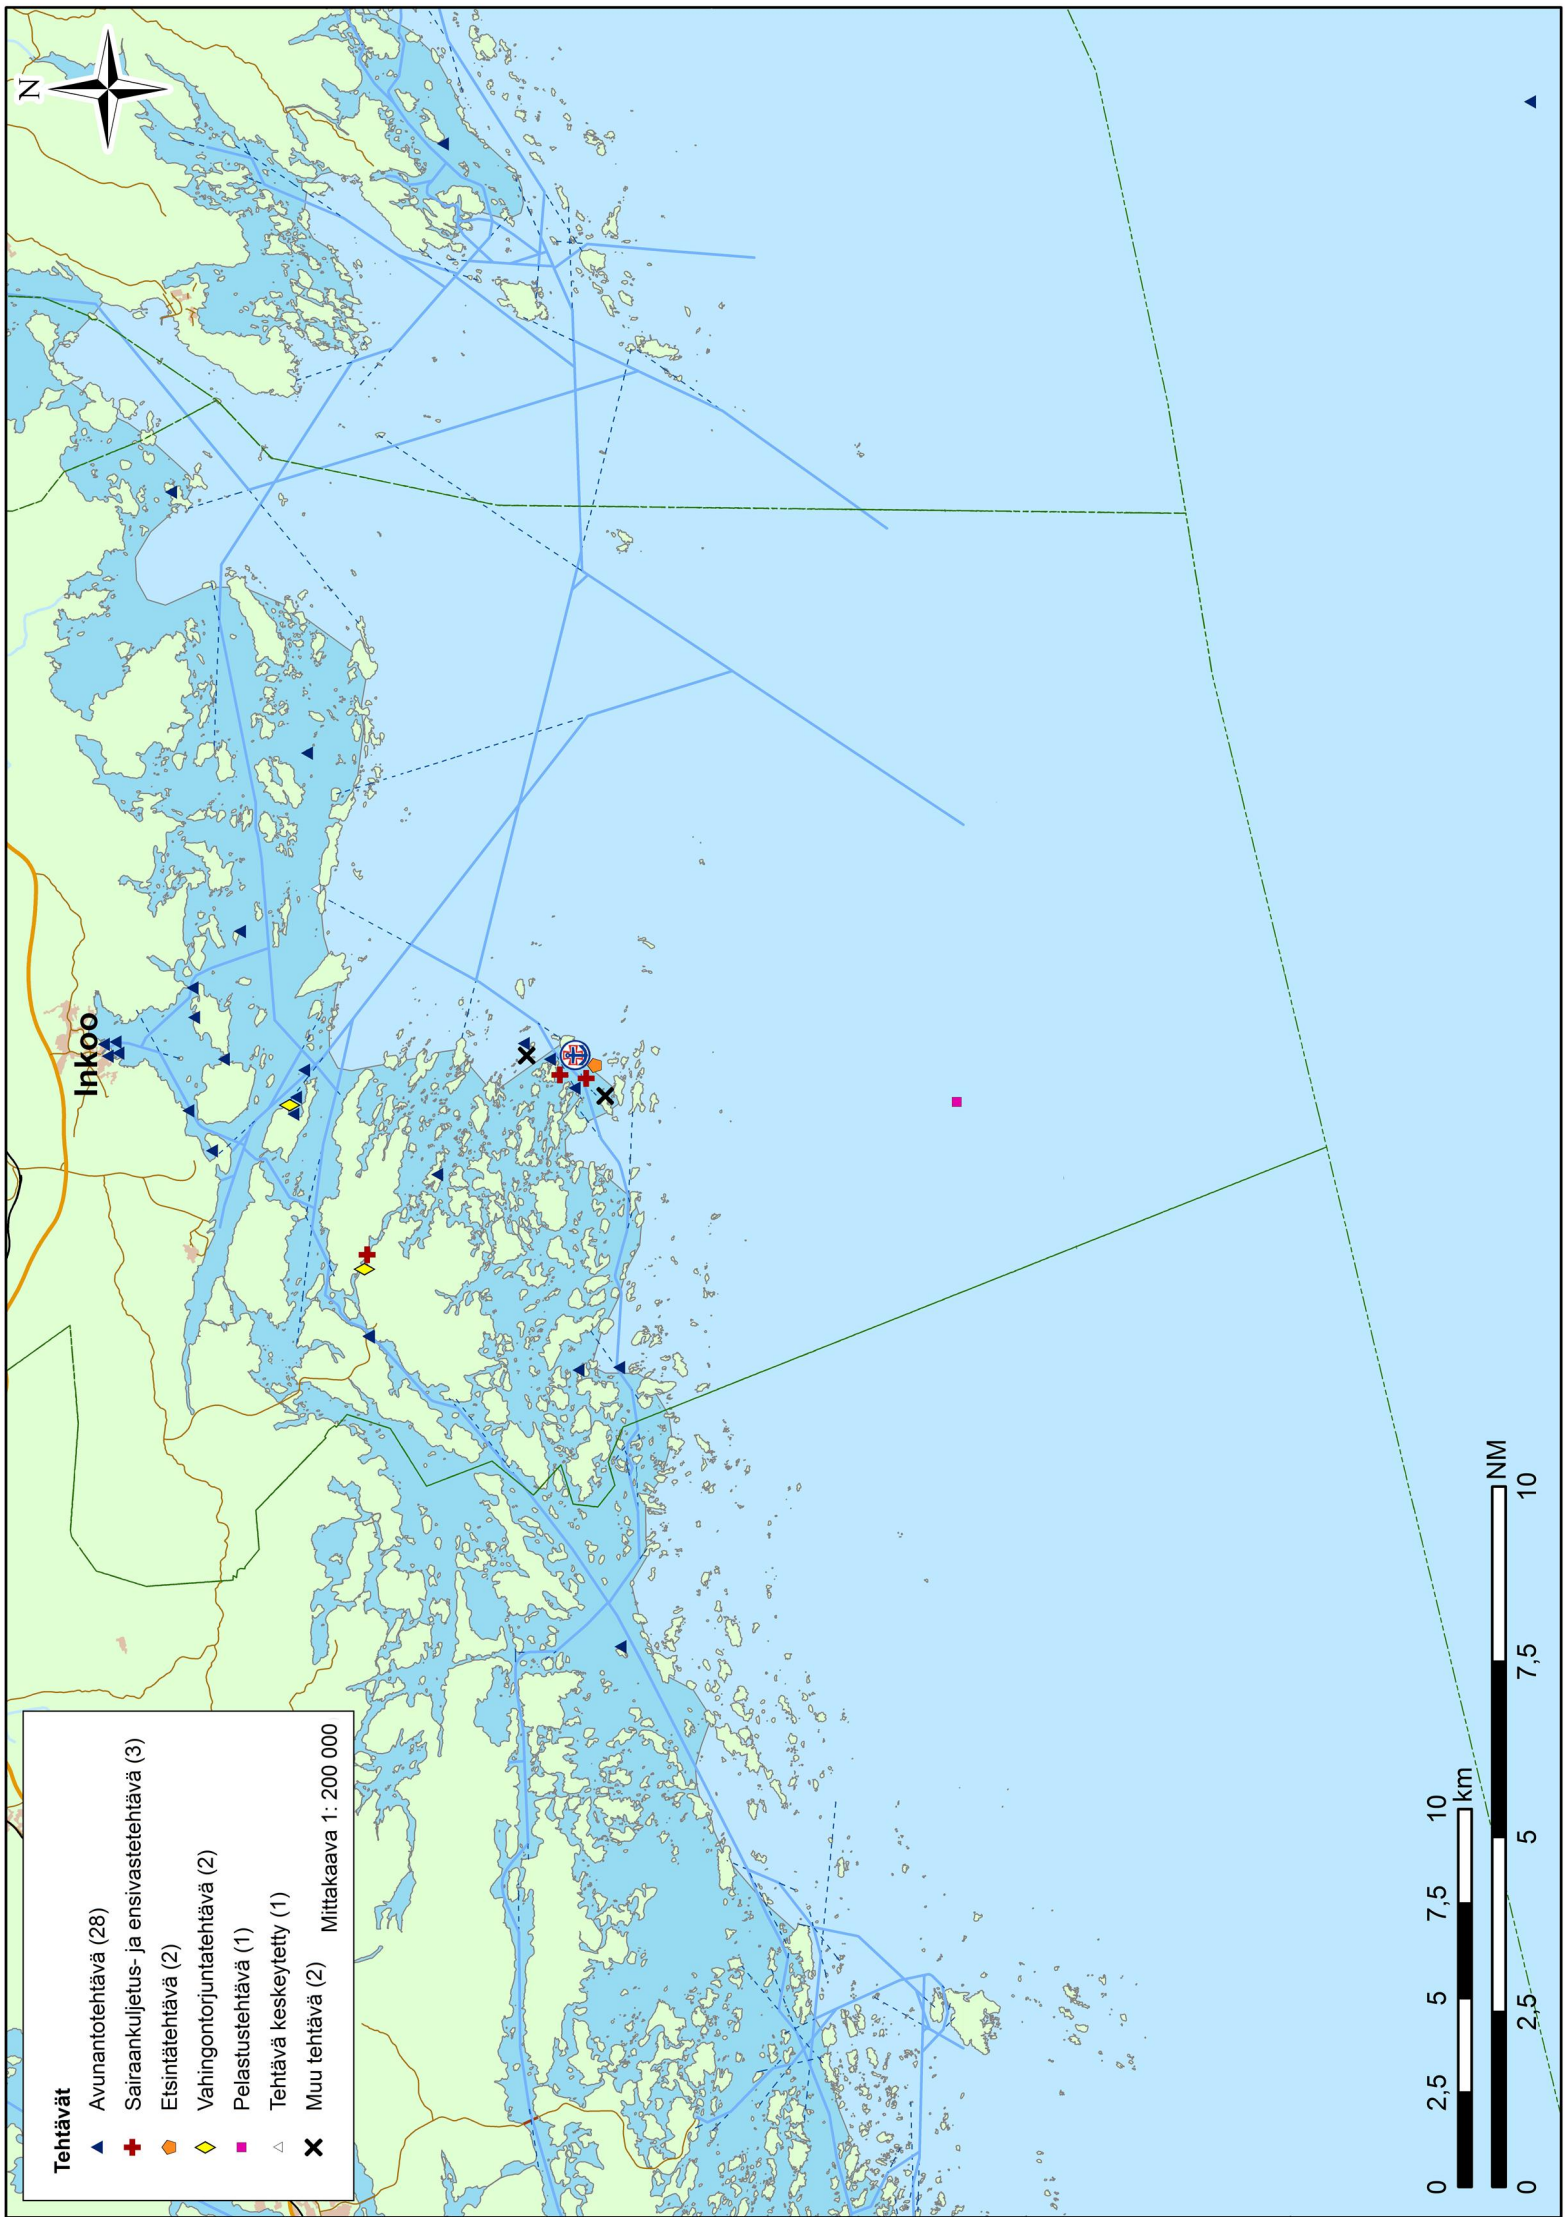 N
Inkoo
Tehtävät
Avunantotehtävä (28)
Sairaankuljetus- ja ensivastetehtävä (3)
Etsintätehtävä (2)
Vahingontorjuntatehtävä (2)
Pelastustehtävä (1)
Tehtävä keskeytetty (1)
Muu tehtävä (2)
Mittakaava 1: 200 000
0 2,5 5 7,5 10
km
NM
0 2,5 5 7,5 10